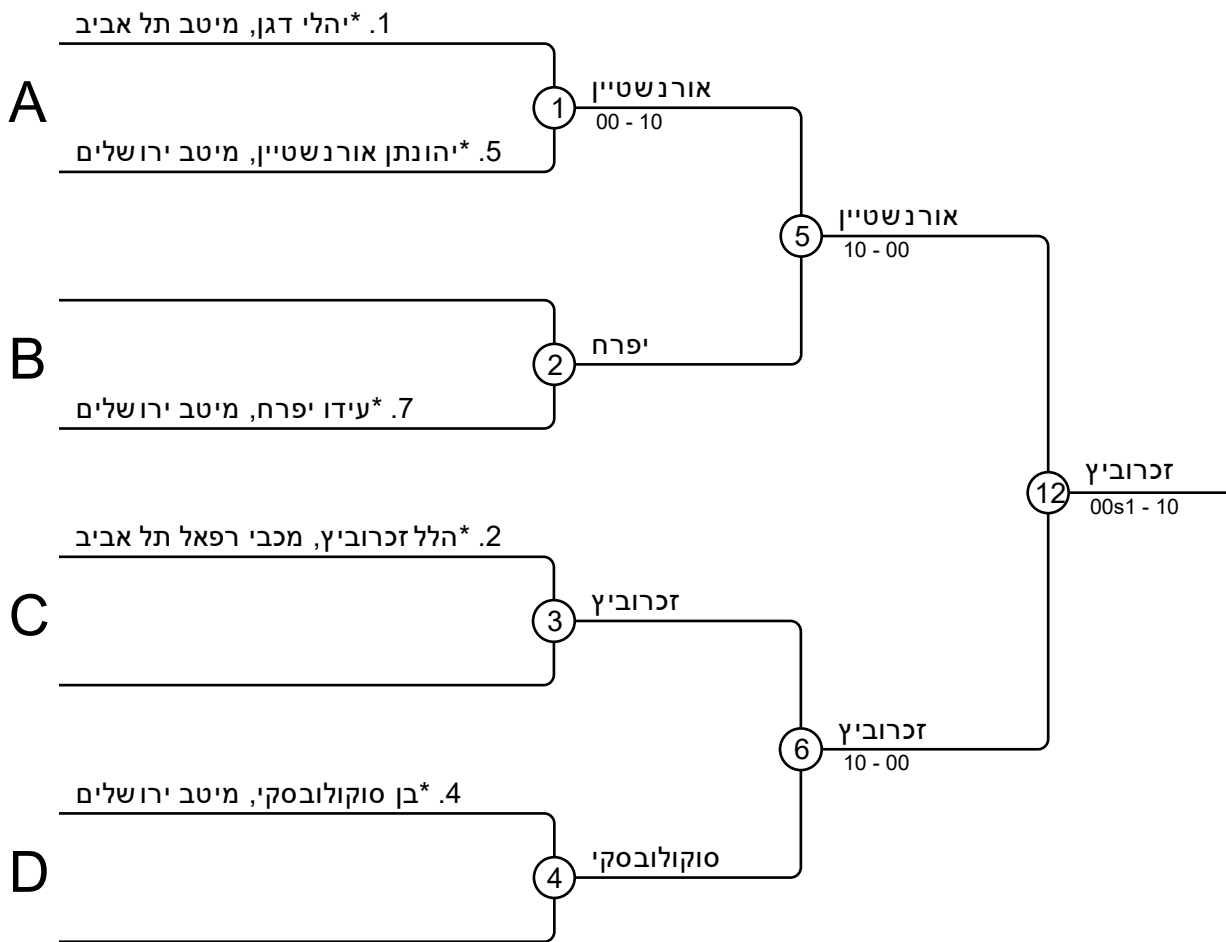 1. *יהלי דגן, מיטב תל אביב
A
1
אורנשטיין
00 - 10
5. *יהונתן אורנשטיין, מיטב ירושלים
5
אורנשטיין
10 - 00
B
2
יפרח
7. *עידו יפרח, מיטב ירושלים
12
זכרוביץ
00s1 - 10
2. *הלל זכרוביץ, מכבי רפאל תל אביב
C
3
זכרוביץ
6
זכרוביץ
10 - 00
4. *בן סוקולובסקי, מיטב ירושלים
D
4
סוקולובסקי